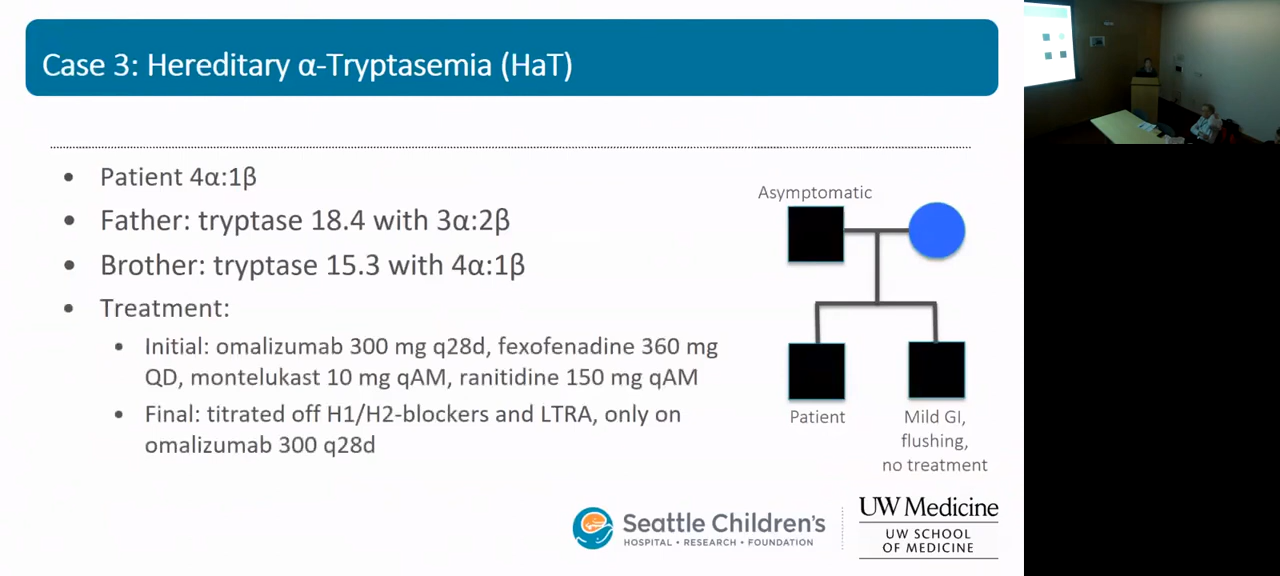 Case 3: Hereditary α-Tryptasemia (HaT)
• Patient 4α:1β
• Father: tryptase 18.4 with 3α:2β
• Brother: tryptase 15.3 with 4α:1β
• Treatment:
• Initial: omalizumab 300 mg q28d, fexofenadine 360 mg
QD, montelukast 10 mg qAM, ranitidine 150 mg qAM
• Final: titrated off H1/H2-blockers and LTRA, only on
omalizumab 300 q28d
Asymptomatic
Patient
Mild GI,
flushing,
no treatment
Seattle Children's
HOSPITAL • RESEARCH • FOUNDATION
UW Medicine
UW SCHOOL
OF MEDICINE